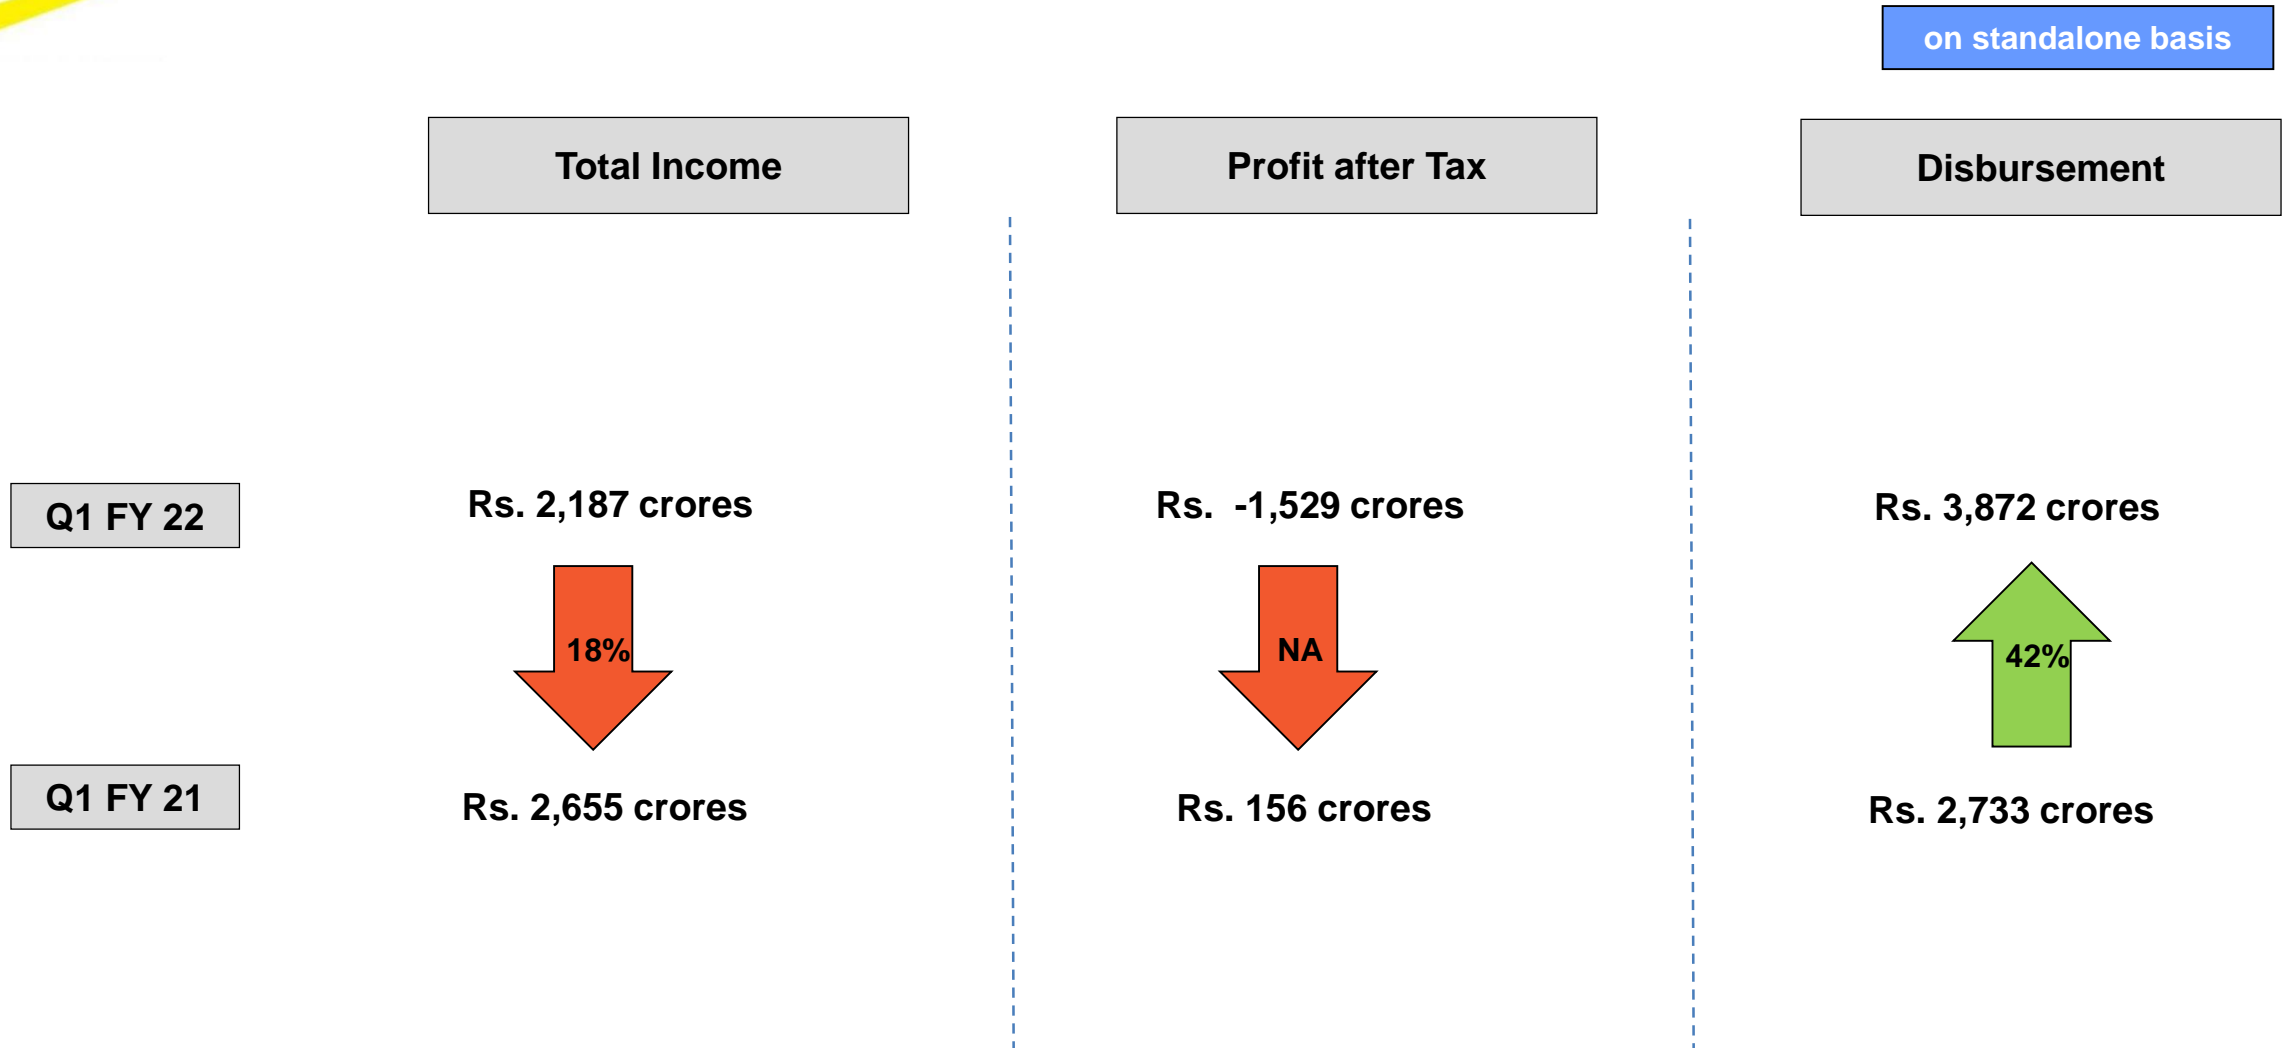 on standalone basis
Total Income
Profit after Tax
Disbursement
Q1 FY 22
Rs. 2,187 crores
Rs. -1,529 crores
Rs. 3,872 crores
18%
NA
42%
Q1 FY 21
Rs. 2,655 crores
Rs. 156 crores
Rs. 2,733 crores